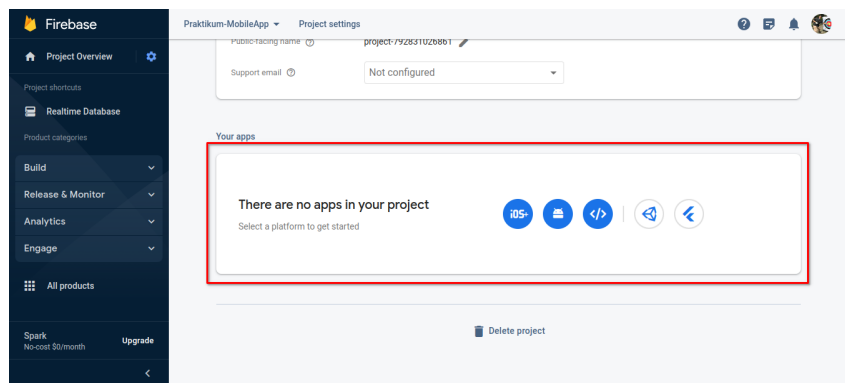 Firebase
Praktikum-MobileApp
Project settings
Public-facing name
project-792831026861
Project Overview
Support email
Not configured
Project shortcuts
Realtime Database
Product categories
Your apps
Build
Release & Monitor
There are no apps in your project
iOS+
Analytics
Select a platform to get started
Engage
All products
Delete project
Spark
No-cost $0/month
Upgrade